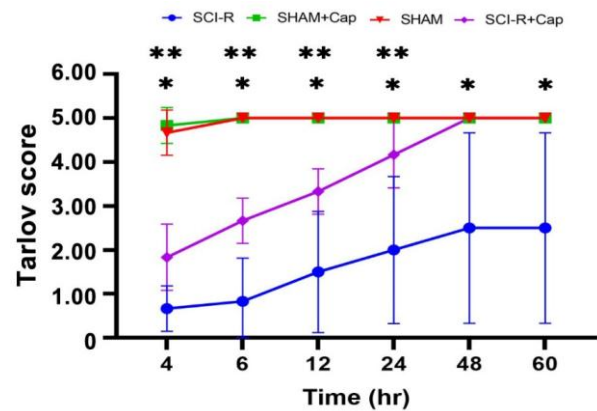 SCI-R SHAM+Cap SHAM SCI-R+Cap
** ** ** **
* * * * * *
6.00
5.00
4.00
3.00
2.00
1.00
0
Tarlov score
4 6 12 24 48 60
Time (hr)